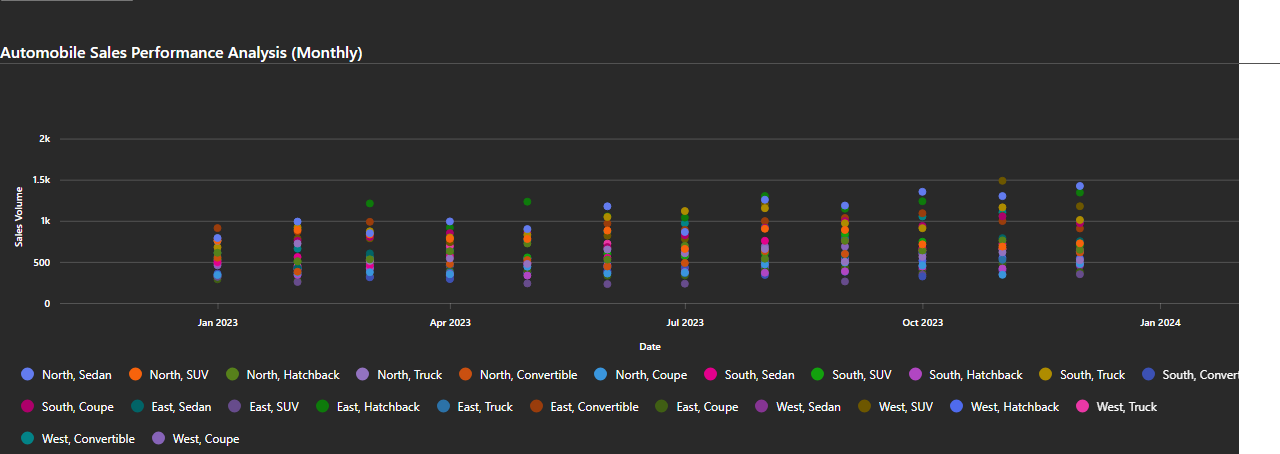 Automobile Sales Performance Analysis (Monthly)
2k
1.5k
1k
500
0
Sales Volume
Jan 2023 Apr 2023 Jul 2023 Oct 2023 Jan 2024
Date
North, Sedan North, SUV North, Hatchback North, Truck North, Convertible North, Coupe South, Sedan South, SUV South, Hatchback South, Truck South, Convert
South, Coupe East, Sedan East, SUV East, Hatchback East, Truck East, Convertible East, Coupe West, Sedan West, SUV West, Hatchback West, Truck
West, Convertible West, Coupe